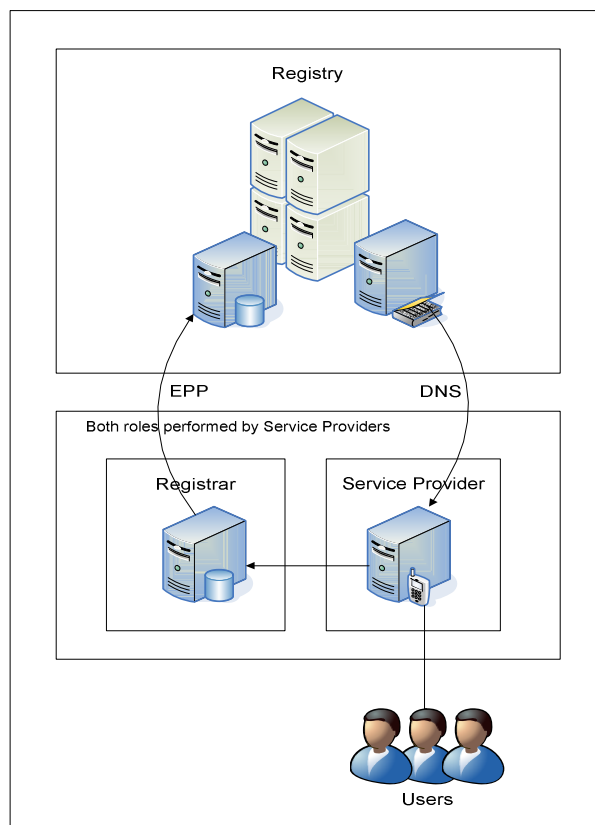 Registry
EPP
DNS
Both roles performed by Service Providers
Registrar
Service Provider
Users